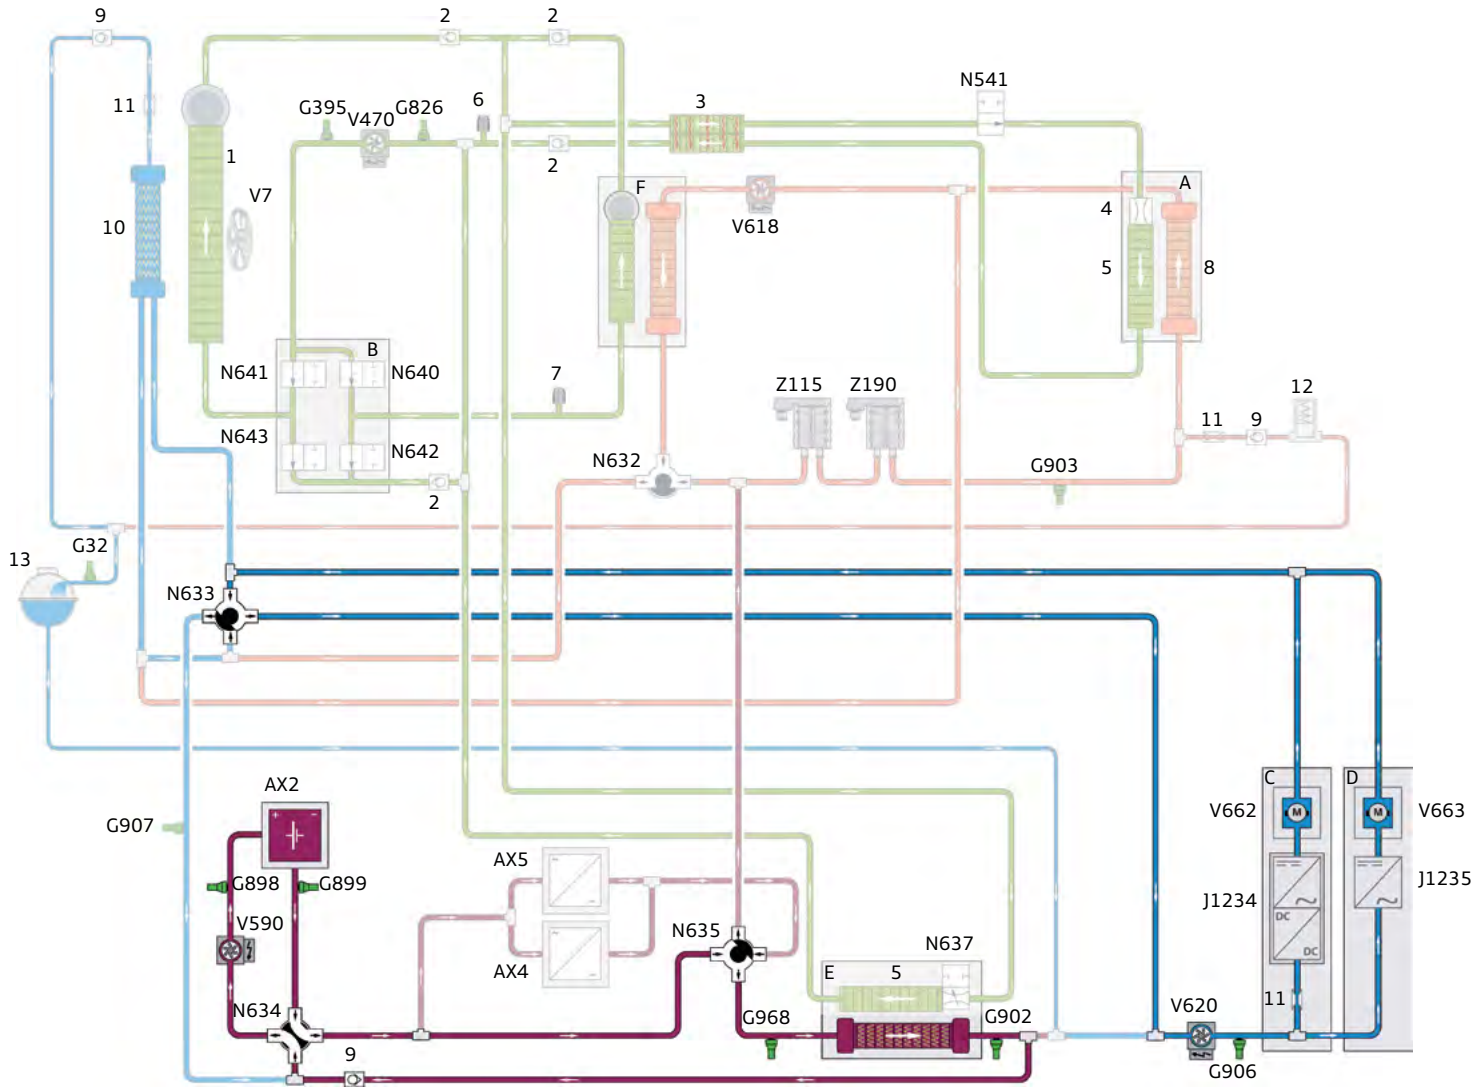 9
2
2
N541
11
G395
V470
G826
6
3
1
2
V7
F
A
10
V618
4
5
8
N641
B
N640
7
Z115
Z190
12
N643
N642
11
9
N632
G903
2
G32
13
N633
AX2
C
D
V662
M
M
V663
G907
+ -
AX5
G898
G899
J1235
J1234
V590
DC
N635
DC
AX4
N637
E
5
11
N634
G968
G902
V620
9
G906